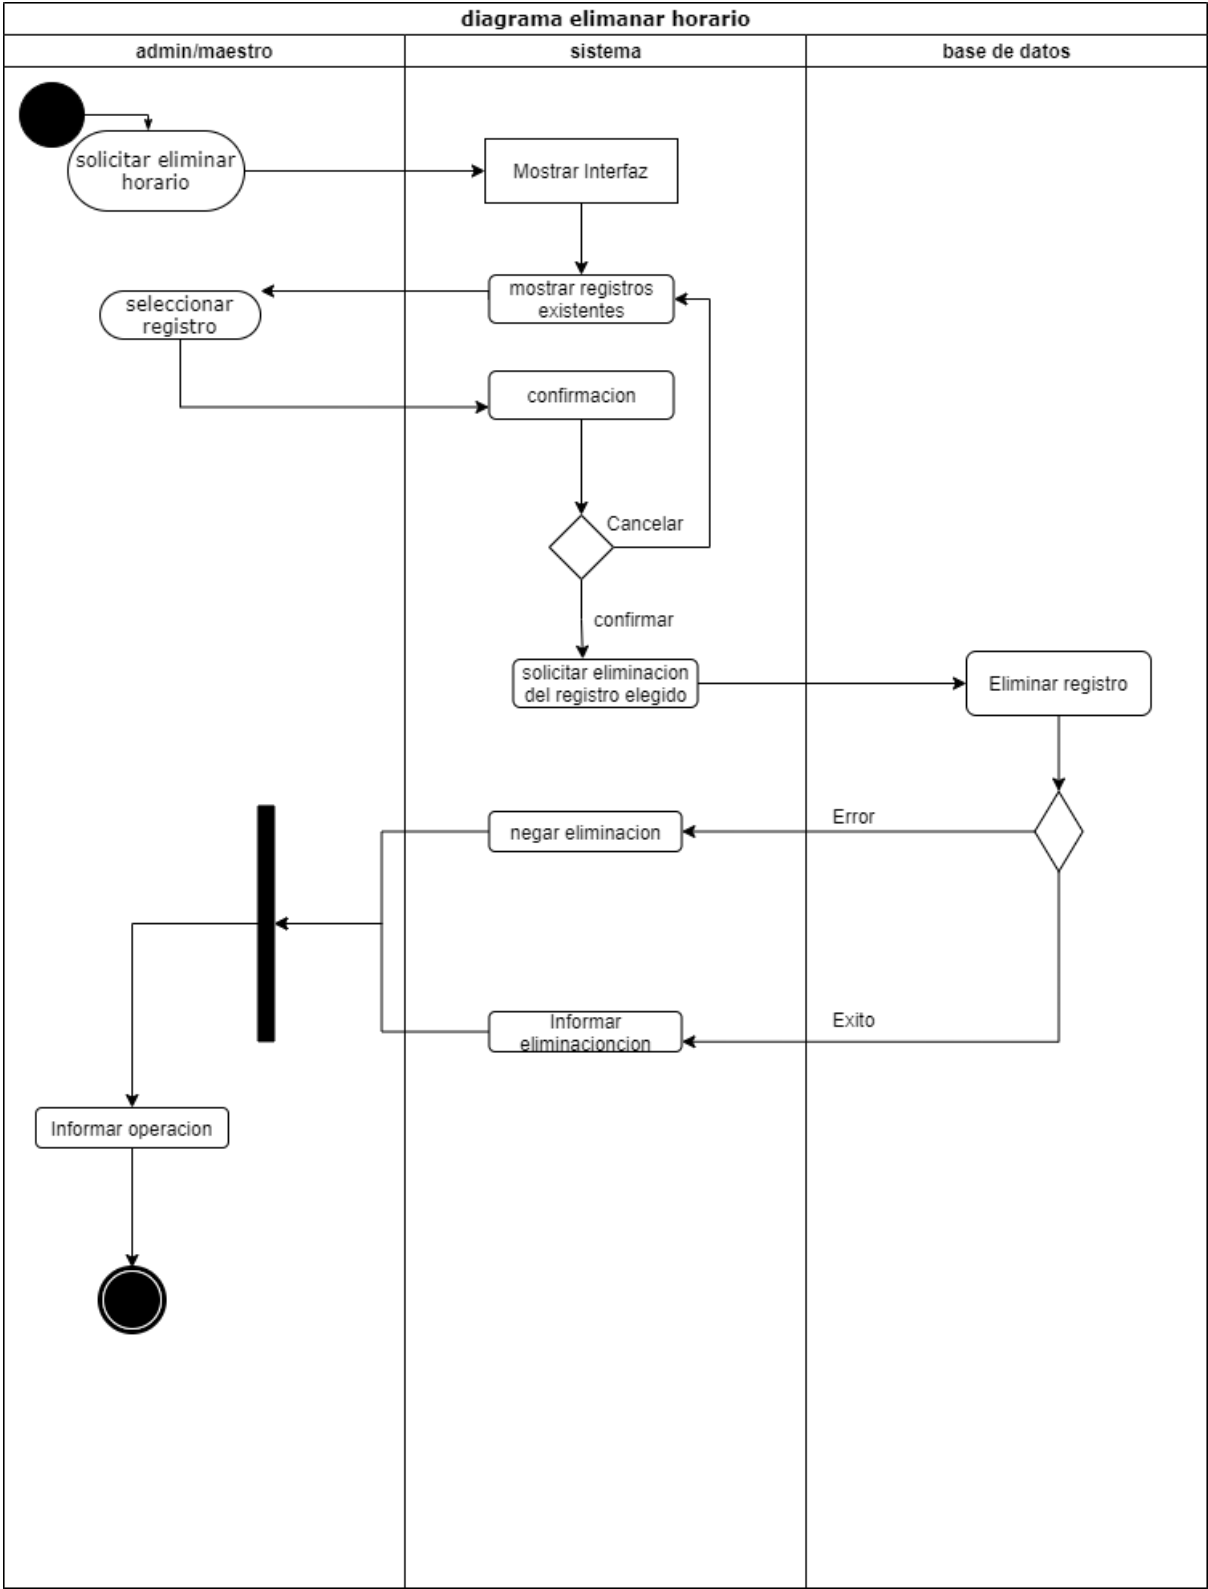 diagrama elimanar horario
admin/maestro
sistema
base de datos
solicitar eliminar
horario
Mostrar Interfaz
mostrar registros
existentes
seleccionar
registro
confirmacion
Cancelar
confirmar
solicitar eliminacion
del registro elegido
Eliminar registro
Error
negar eliminacion
Exito
Informar
eliminacioncion
Informar operacion